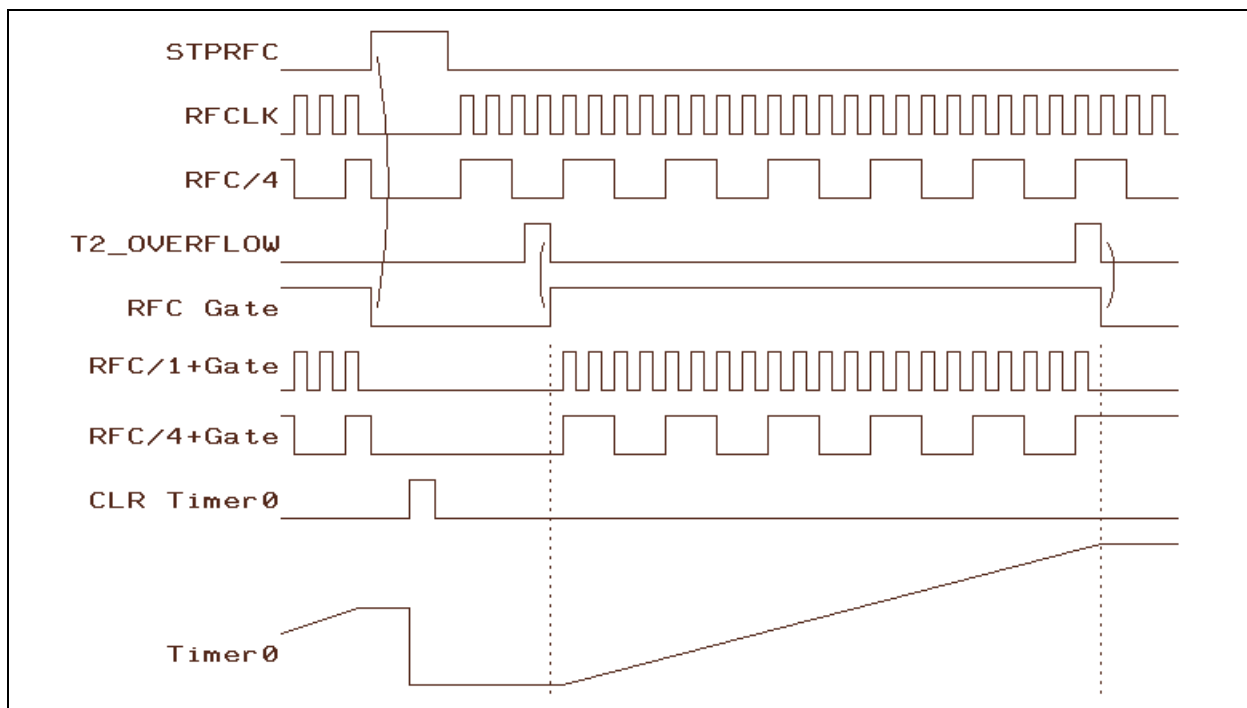 STPRFC
RFCLK
RFC/4
T2_OVERFLOW
RFC Gate
RFC/1+Gate
RFC/4+Gate
CLR Timer0
Timer0